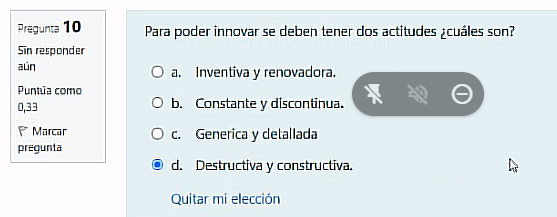 Pregunta 10
Sin responder
aún
Puntúa como
0,33
Marcar
pregunta
Para poder innovar se deben tener dos actitudes ¿cuáles son?
a. Inventiva y renovadora.
b. Constante y discontinua.
c. Generica y detallada
d. Destructiva y constructiva.
Quitar mi elección